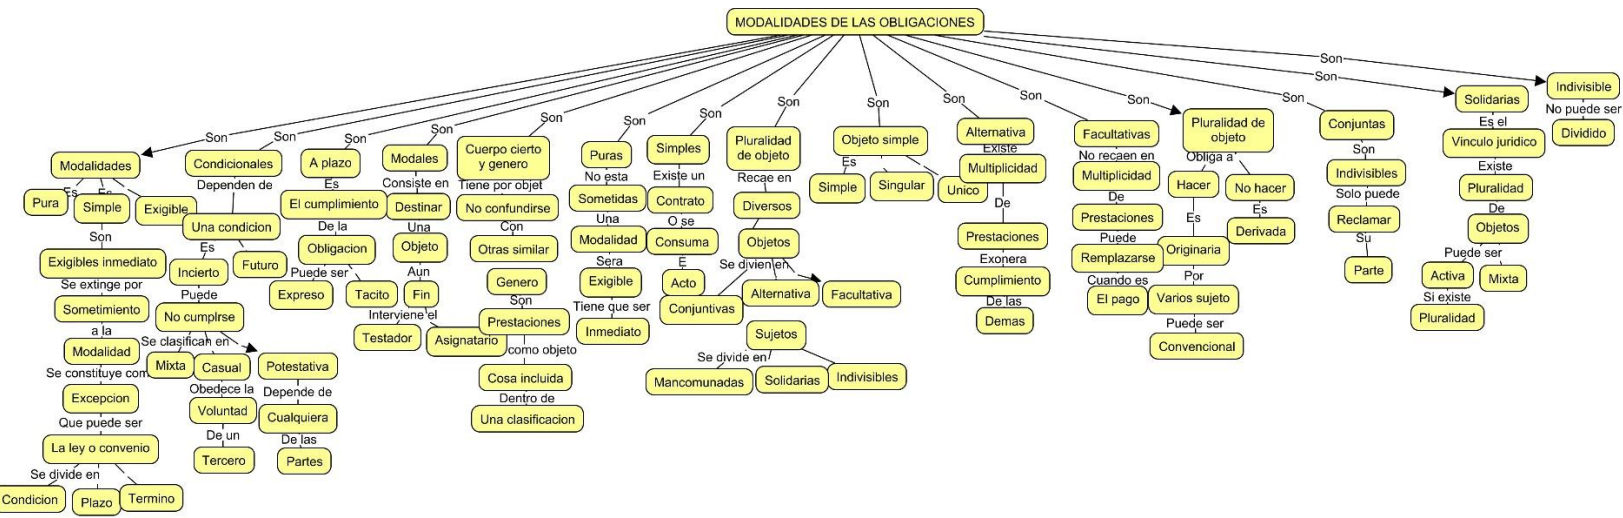 MODALIDADES DE LAS OBLIGACIONES
Son
Modalidades
Es
Es
Pura
Simple
Exigible
Son
Exigibles inmediato
Se extinge por
Sometimiento
a la
Modalidad
Se constituye com
Excepcion
Que puede ser
La ley o convenio
Se divide en
Condicion
Plazo
Termino
Son
Condicionales
Dependen de
Una condicion
Es
Incierto
Futuro
Puede
No cumplrse
Se clasifican en
Mixta
Casual
Potestativa
Obedece la
Voluntad
De un
Tercero
Depende de
Cualquiera
De las
Partes
Son
A plazo
Es
El cumplimiento
De la
Obligacion
Puede ser
Expreso
Tacito
Son
Modales
Consiste en
Destinar
Una
Objeto
Aun
Fin
Interviene el
Testador
Asignatario
Son
Cuerpo cierto
y genero
Tiene por objet
No confundirse
Con
Otras similar
Genero
Son
Prestaciones
como objeto
Cosa incluida
Dentro de
Una clasificacion
Son
Puras
No esta
Sometidas
Una
Modalidad
Sera
Exigible
Tiene que ser
Inmediato
Son
Simples
Existe un
Contrato
O se
Consuma
E
Acto
Son
Pluralidad
de objeto
Recae en
Diversos
Objetos
Se divien en
Conjuntivas
Alternativa
Facultativa
Sujetos
Se divide en
Mancomunadas
Solidarias
Indivisibles
Son
Objeto simple
Es
Simple
Singular
Unico
Son
Alternativa
Existe
Multiplicidad
De
Prestaciones
Exonera
Cumplimiento
De las
Demas
Son
Facultativas
No recaen en
Multiplicidad
De
Prestaciones
Puede
Remplazarse
Cuando es
El pago
Son
Pluralidad de
objeto
Obliga a
Hacer
No hacer
Es
Originaria
Es
Derivada
Por
Varios sujeto
Puede ser
Convencional
Son
Conjuntas
Son
Indivisibles
Solo puede
Reclamar
Su
Parte
Son
Solidarias
Es el
Vinculo juridico
Existe
Pluralidad
De
Objetos
Puede ser
Activa
Mixta
Si existe
Pluralidad
Son
Indivisible
No puede ser
Dividido